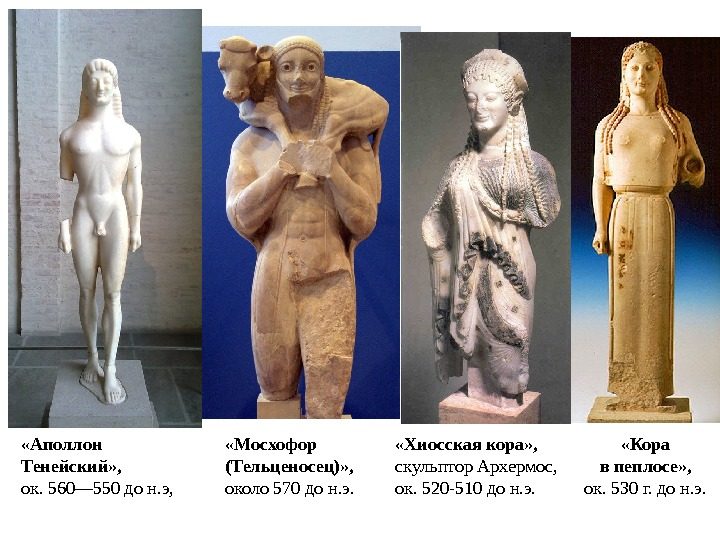 «Аполлон
Тенейский»,
ок. 560—550 до н.э,
«Мосхофор
(Тельценосец)»,
около 570 до н.э.
«Хиосская кора»,
скульптор Архермос,
ок. 520-510 до н.э.
«Кора
в пеплосе»,
ок. 530 г. до н.э.